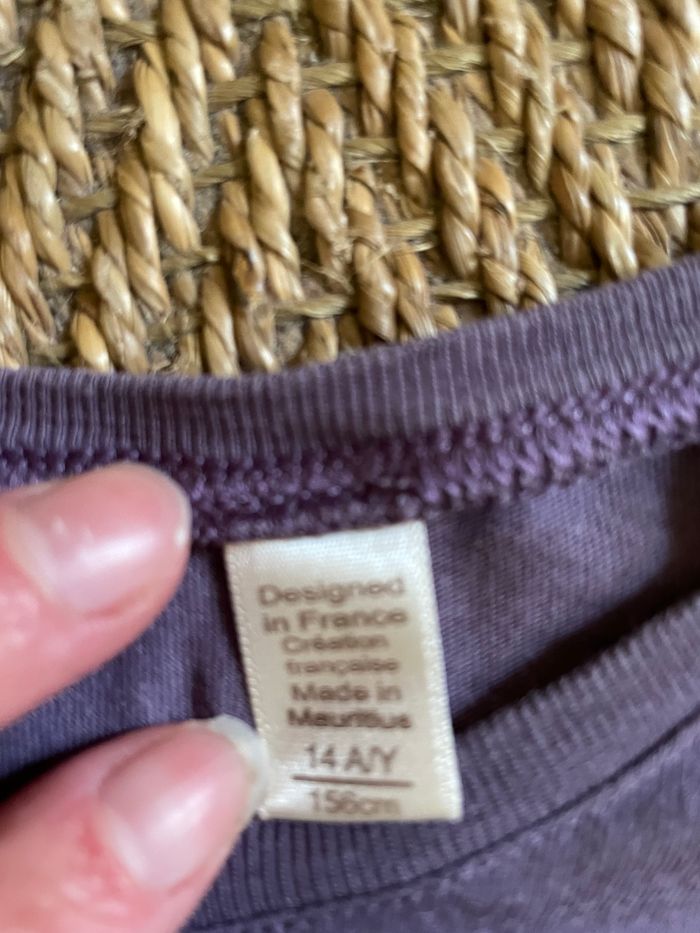 Designed
in France
Création
française
Made in
Mauritius
14 A/Y
156cm